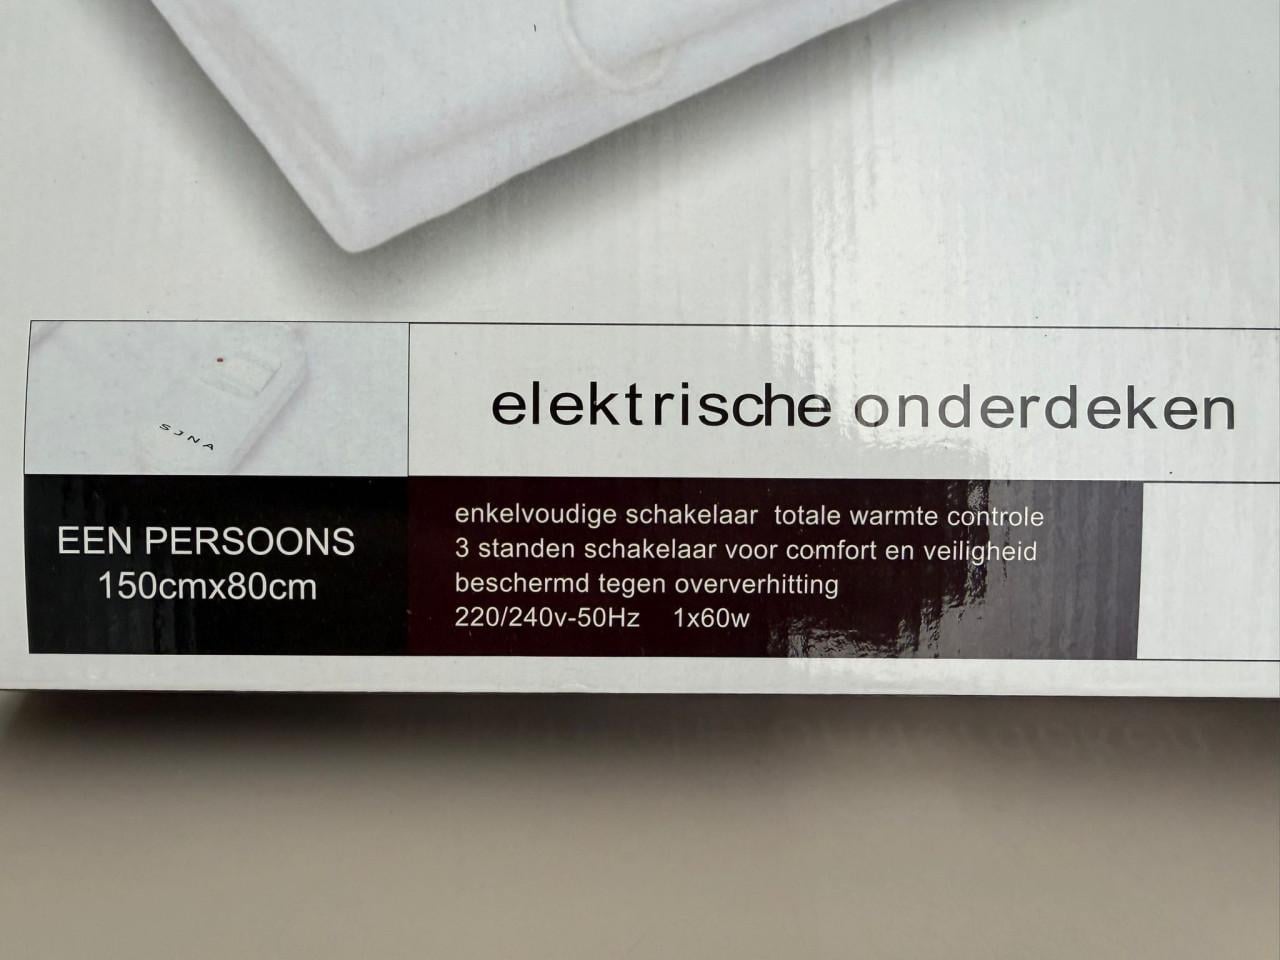 elektrische onderdeken
SJNA
EEN PERSOONS
150cmx80cm
enkelvoudige schakelaar totale warmte controle
3 standen schakelaar voor comfort en veiligheid
beschermd tegen oververhitting
220/240v-50Hz 1x60w